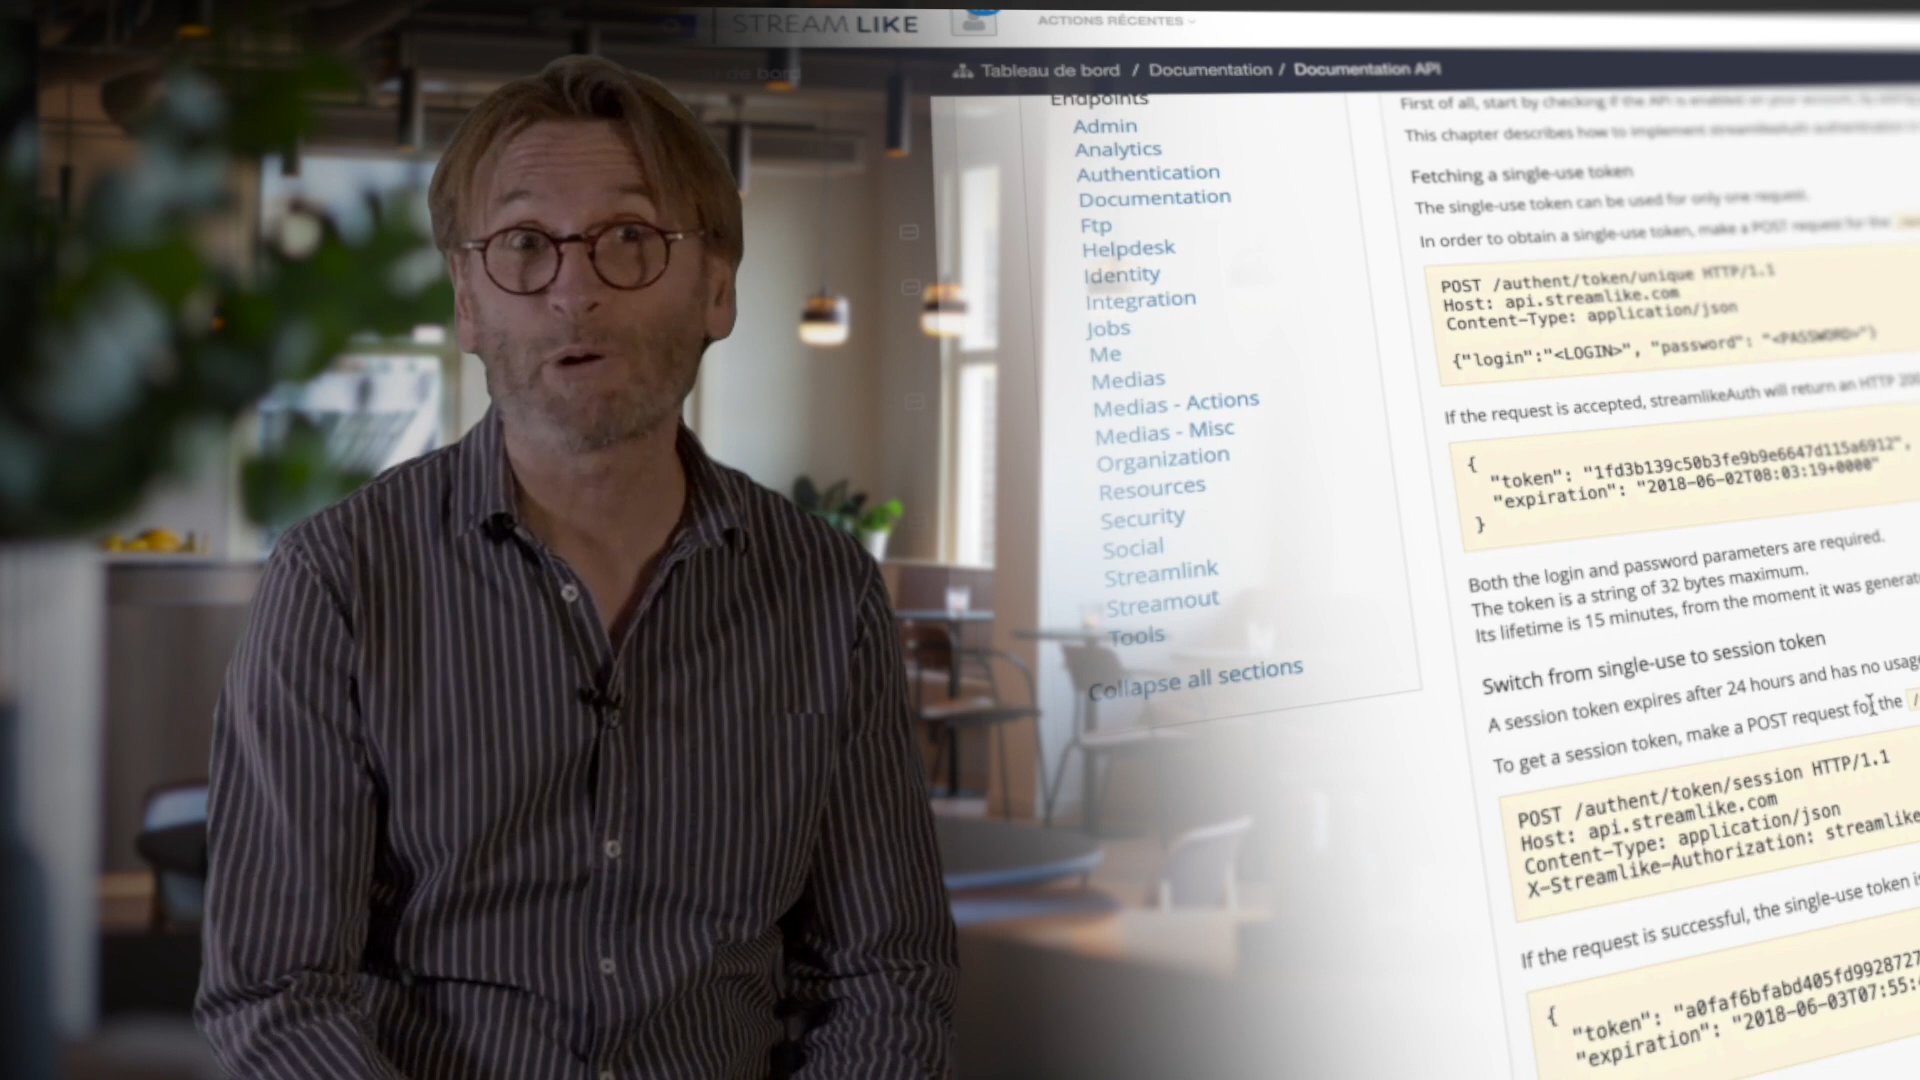 STREAMLIKE
ACTIONS RÉCENTES
Tableau de bord / Documentation / Documentation API
Endpoints
Admin
Analytics
Authentication
Documentation
Ftp
Helpdesk
Identity
Integration
Jobs
Me
Medias
Medias - Actions
Medias - Misc
Organization
Resources
Security
Social
Streamlink
Streamout
Tools
Collapse all sections
First of all, start by checking if the API is enabled on your account, by
This chapter describes how to implement streamlikeAuth authentication
Fetching a single-use token
The single-use token can be used for only one request.
In order to obtain a single-use token, make a POST request for the
POST /authent/token/unique HTTP/1.1
Host: api.streamlike.com
Content-Type: application/json
{"login":"<LOGIN>", "password": "<PASSWORD>"}
If the request is accepted, streamlikeAuth will return an HTTP 200
{
"token": "1fd3b139c50b3fe9b9e6647d115a6912",
"expiration": "2018-06-02T08:03:19+0000"
}
Both the login and password parameters are required.
The token is a string of 32 bytes maximum.
Its lifetime is 15 minutes, from the moment it was generat
Switch from single-use to session token
A session token expires after 24 hours and has no usag
To get a session token, make a POST request for the /
POST /authent/token/session HTTP/1.1
Host: api.streamlike.com
Content-Type: application/json
X-Streamlike-Authorization: streamlike
If the request is successful, the single-use token is
{
"token": "a0faf6bfabd405fd9928727
"expiration": "2018-06-03T07:55: